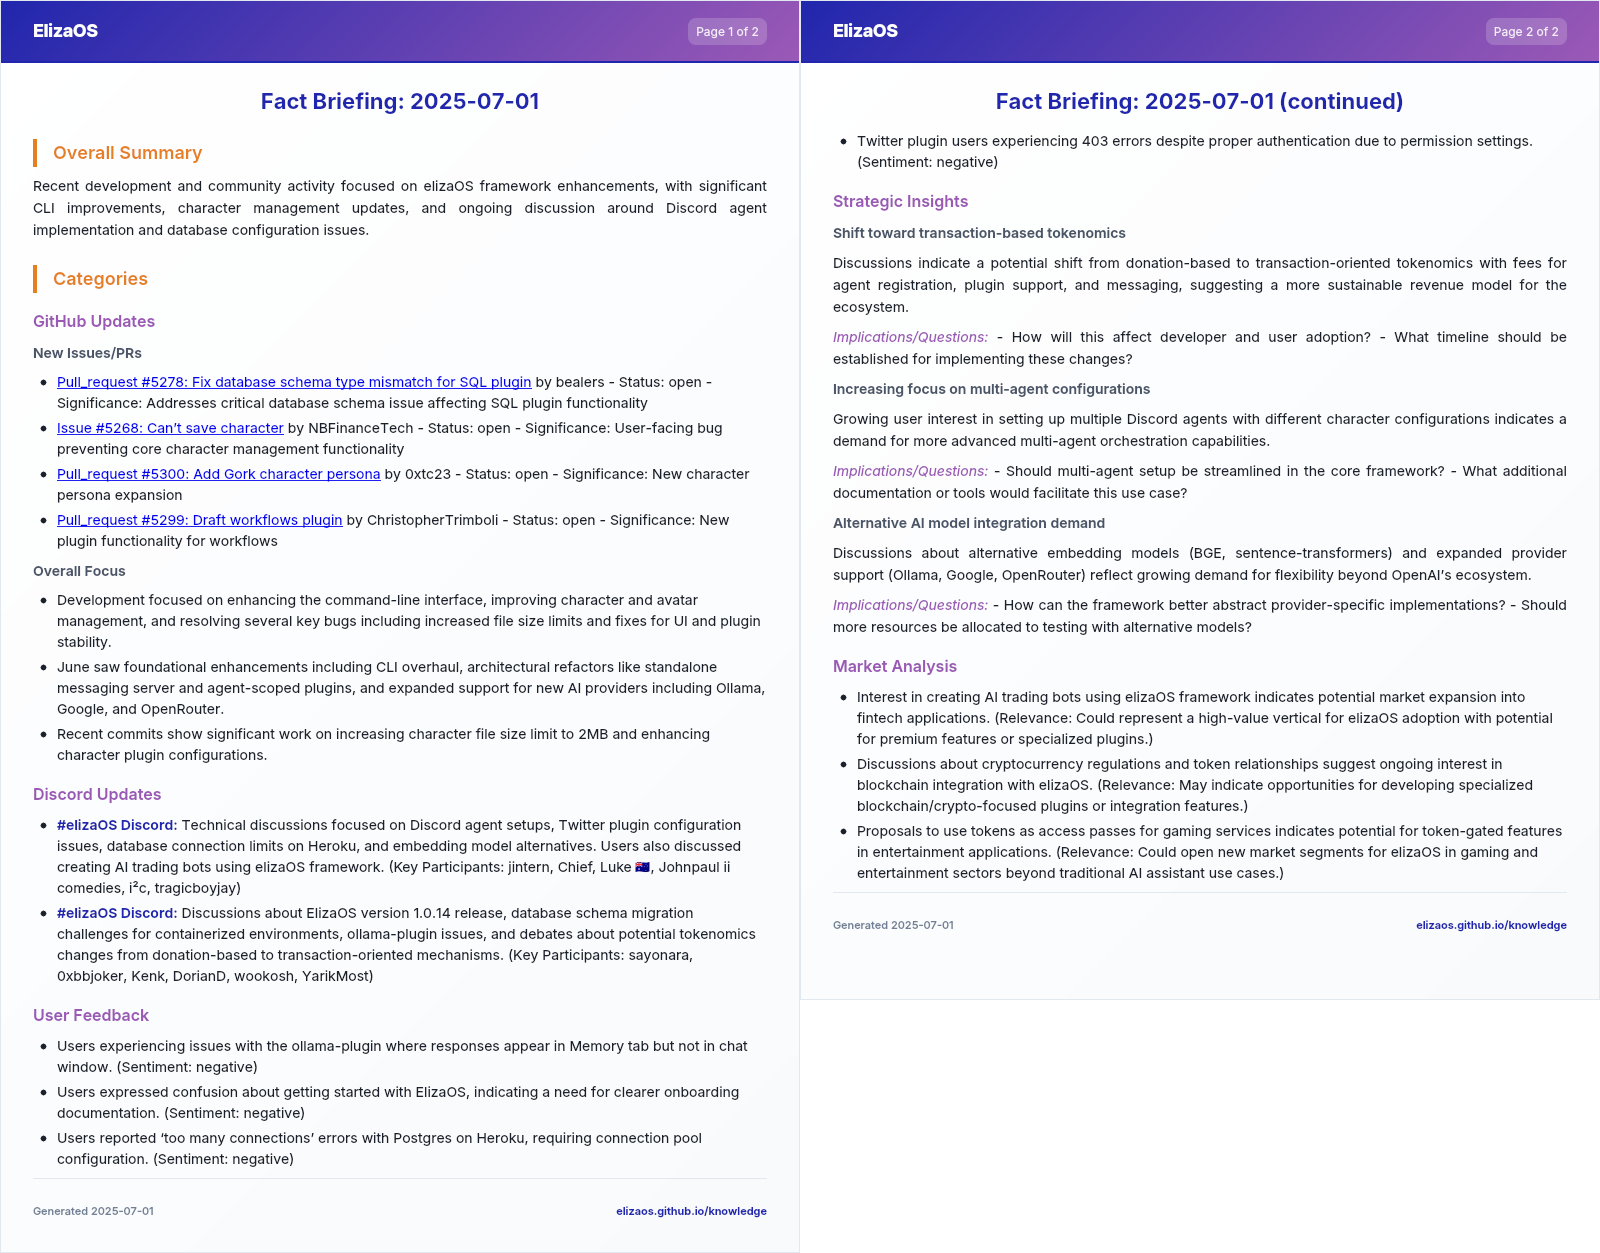 ElizaOS
Page 1 of 2
Fact Briefing: 2025-07-01
Overall Summary
Recent development and community activity focused on elizaOS framework enhancements, with significant
CLI improvements, character management updates, and ongoing discussion around Discord agent
implementation and database configuration issues.
Categories
GitHub Updates
New Issues/PRs
• Pull_request #5278: Fix database schema type mismatch for SQL plugin by bealers - Status: open -
Significance: Addresses critical database schema issue affecting SQL plugin functionality
• Issue #5268: Can’t save character by NBFinanceTech - Status: open - Significance: User-facing bug
preventing core character management functionality
• Pull_request #5300: Add Gork character persona by 0xtc23 - Status: open - Significance: New character
persona expansion
• Pull_request #5299: Draft workflows plugin by ChristopherTrimboli - Status: open - Significance: New
plugin functionality for workflows
Overall Focus
• Development focused on enhancing the command-line interface, improving character and avatar
management, and resolving several key bugs including increased file size limits and fixes for UI and plugin
stability.
• June saw foundational enhancements including CLI overhaul, architectural refactors like standalone
messaging server and agent-scoped plugins, and expanded support for new AI providers including Ollama,
Google, and OpenRouter.
• Recent commits show significant work on increasing character file size limit to 2MB and enhancing
character plugin configurations.
Discord Updates
• #elizaOS Discord: Technical discussions focused on Discord agent setups, Twitter plugin configuration
issues, database connection limits on Heroku, and embedding model alternatives. Users also discussed
creating AI trading bots using elizaOS framework. (Key Participants: jintern, Chief, Luke 🇦🇺, Johnpaul ii
comedies, i²c, tragicboyjay)
• #elizaOS Discord: Discussions about ElizaOS version 1.0.14 release, database schema migration
challenges for containerized environments, ollama-plugin issues, and debates about potential tokenomics
changes from donation-based to transaction-oriented mechanisms. (Key Participants: sayonara,
0xbbjoker, Kenk, DorianD, wookosh, YarikMost)
User Feedback
• Users experiencing issues with the ollama-plugin where responses appear in Memory tab but not in chat
window. (Sentiment: negative)
• Users expressed confusion about getting started with ElizaOS, indicating a need for clearer onboarding
documentation. (Sentiment: negative)
• Users reported ‘too many connections’ errors with Postgres on Heroku, requiring connection pool
configuration. (Sentiment: negative)
Generated 2025-07-01
elizaos.github.io/knowledge
ElizaOS
Page 2 of 2
Fact Briefing: 2025-07-01 (continued)
• Twitter plugin users experiencing 403 errors despite proper authentication due to permission settings.
(Sentiment: negative)
Strategic Insights
Shift toward transaction-based tokenomics
Discussions indicate a potential shift from donation-based to transaction-oriented tokenomics with fees for
agent registration, plugin support, and messaging, suggesting a more sustainable revenue model for the
ecosystem.
Implications/Questions: - How will this affect developer and user adoption? - What timeline should be
established for implementing these changes?
Increasing focus on multi-agent configurations
Growing user interest in setting up multiple Discord agents with different character configurations indicates a
demand for more advanced multi-agent orchestration capabilities.
Implications/Questions: - Should multi-agent setup be streamlined in the core framework? - What additional
documentation or tools would facilitate this use case?
Alternative AI model integration demand
Discussions about alternative embedding models (BGE, sentence-transformers) and expanded provider
support (Ollama, Google, OpenRouter) reflect growing demand for flexibility beyond OpenAI’s ecosystem.
Implications/Questions: - How can the framework better abstract provider-specific implementations? - Should
more resources be allocated to testing with alternative models?
Market Analysis
• Interest in creating AI trading bots using elizaOS framework indicates potential market expansion into
fintech applications. (Relevance: Could represent a high-value vertical for elizaOS adoption with potential
for premium features or specialized plugins.)
• Discussions about cryptocurrency regulations and token relationships suggest ongoing interest in
blockchain integration with elizaOS. (Relevance: May indicate opportunities for developing specialized
blockchain/crypto-focused plugins or integration features.)
• Proposals to use tokens as access passes for gaming services indicates potential for token-gated features
in entertainment applications. (Relevance: Could open new market segments for elizaOS in gaming and
entertainment sectors beyond traditional AI assistant use cases.)
Generated 2025-07-01
elizaos.github.io/knowledge